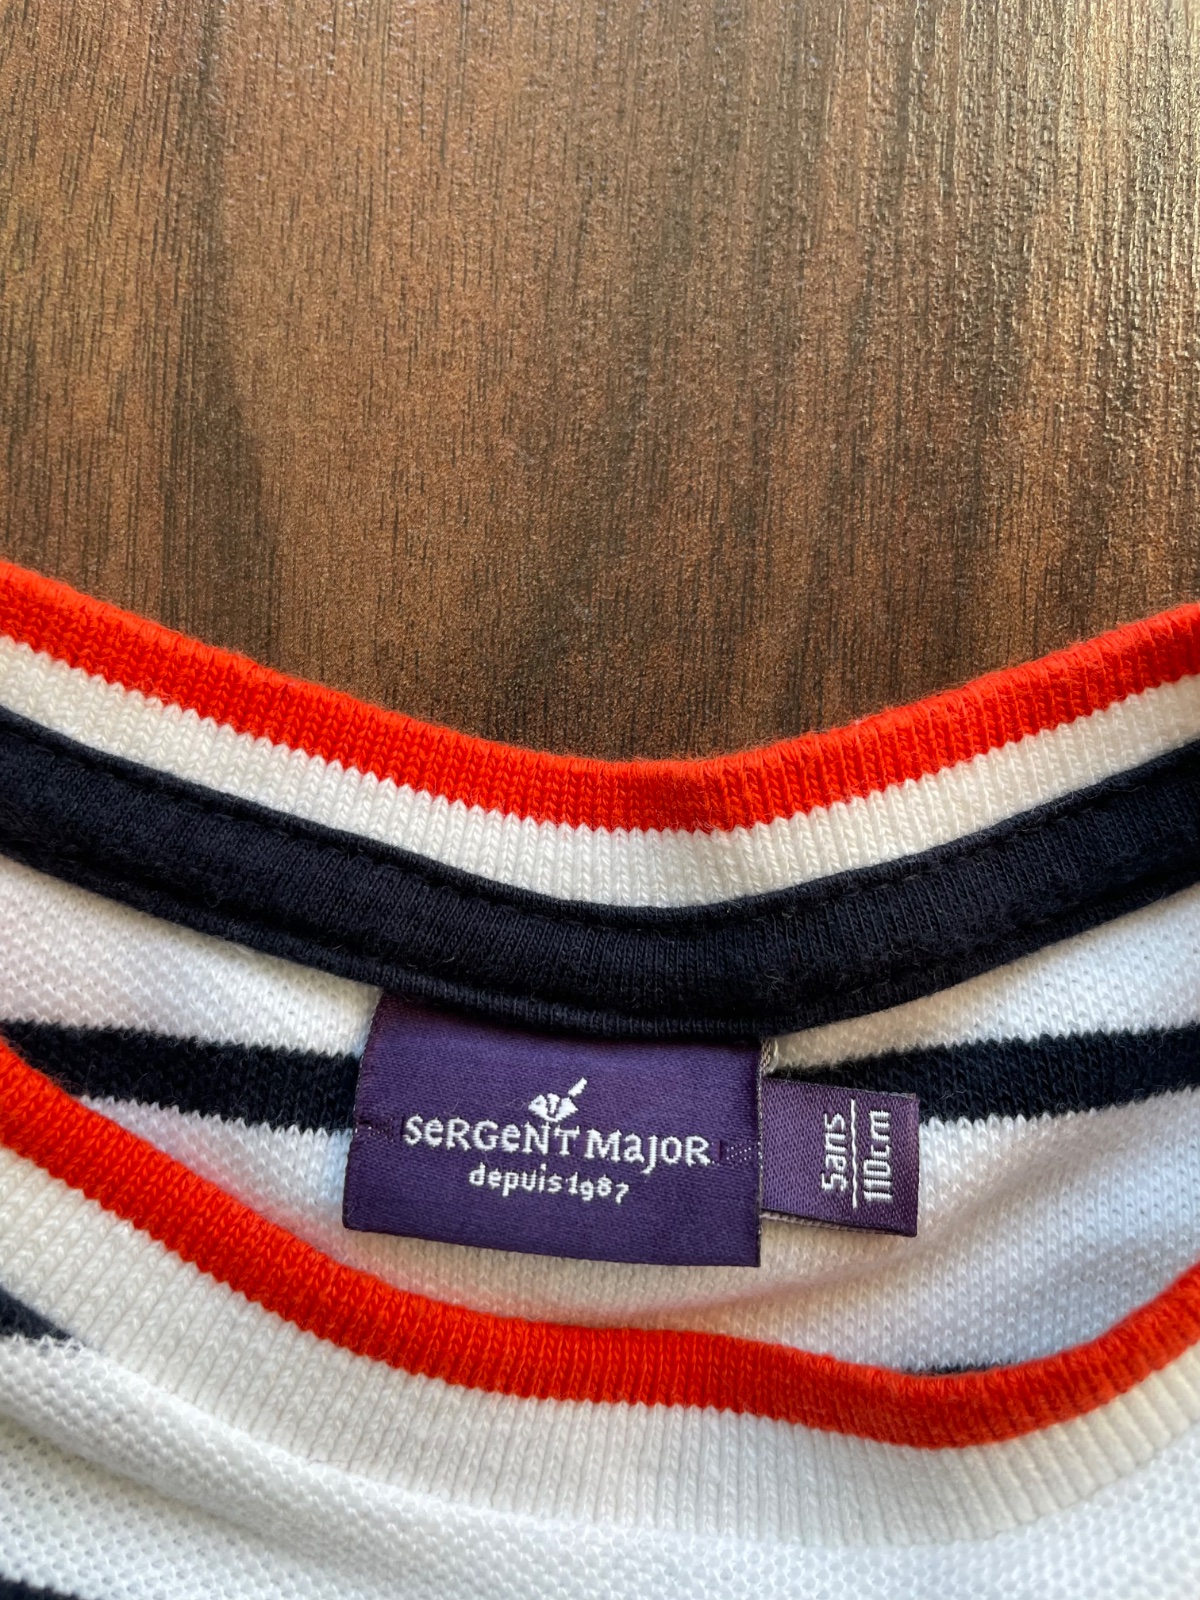 SeRGeNT MajoR
depuis 1987
5ans
110cm